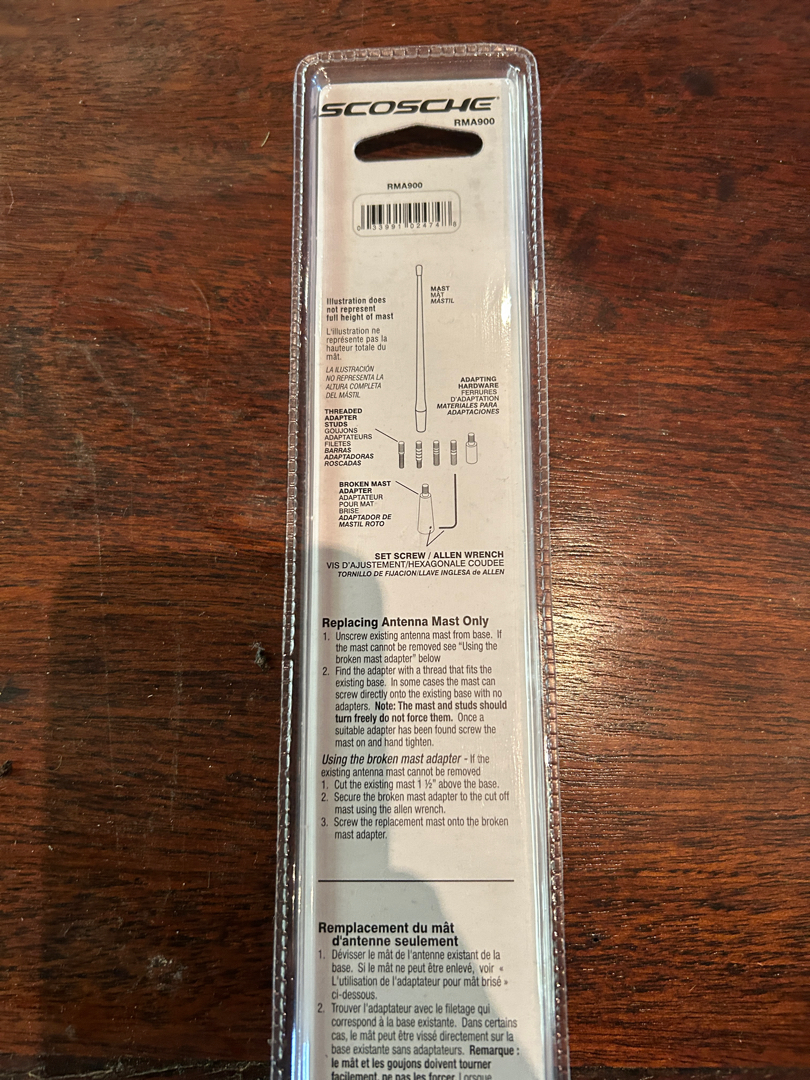 SCOSCHE
RMA900
RMA900
0 33991 02474 8
MAST
MÂT
MÁSTIL
Illustration does
not represent
full height of mast
L'illustration ne
représente pas la
hauteur totale du
mât.
LA ILUSTRACIÓN
NO REPRESENTA LA
ALTURA COMPLETA
DEL MÁSTIL
ADAPTING
HARDWARE
FERRURES
D'ADAPTATION
MATERIALES PARA
ADAPTACIONES
THREADED
ADAPTER
STUDS
GOUJONS
ADAPTATEURS
FILETES
BARRAS
ADAPTADORAS
ROSCADAS
BROKEN MAST
ADAPTER
ADAPTATEUR
POUR MAT
BRISE
ADAPTADOR DE
MASTIL ROTO
SET SCREW / ALLEN WRENCH
VIS D'AJUSTEMENT/HEXAGONALE COUDEE
TORNILLO DE FIJACION/LLAVE INGLESA de ALLEN
Replacing Antenna Mast Only
1. Unscrew existing antenna mast from base. If
the mast cannot be removed see "Using the
broken mast adapter" below
2. Find the adapter with a thread that fits the
existing base. In some cases the mast can
screw directly onto the existing base with no
adapters. Note: The mast and studs should
turn freely do not force them. Once a
suitable adapter has been found screw the
mast on and hand tighten.
Using the broken mast adapter - If the
existing antenna mast cannot be removed
1. Cut the existing mast 1 ½" above the base.
2. Secure the broken mast adapter to the cut off
mast using the allen wrench.
3. Screw the replacement mast onto the broken
mast adapter.
Remplacement du mât
d'antenne seulement
1. Dévisser le mât de l'antenne existant de la
base. Si le mât ne peut être enlevé, voir «
L'utilisation de l'adaptateur pour mât brisé »
ci-dessous.
2. Trouver l'adaptateur avec le filetage qui
correspond à la base existante. Dans certains
cas, le mât peut être vissé directement sur la
base existante sans adaptateurs. Remarque :
le mât et les goujons doivent tourner
facilement, ne pas les forcer. Lorsque